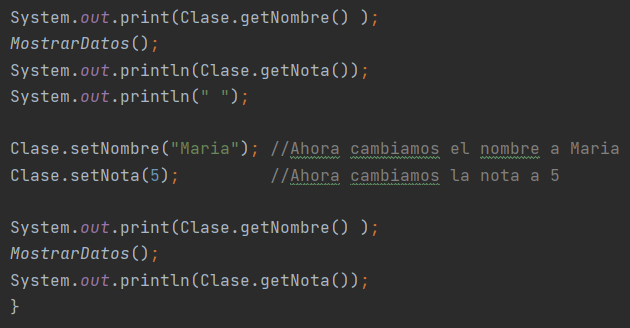 System.out.print(Clase.getNombre() );
MostrarDatos();
System.out.println(Clase.getNota());
System.out.println(" ");
Clase.setNombre("Maria"); //Ahora cambiamos el nombre a Maria
Clase.setNota(5);         //Ahora cambiamos la nota a 5
System.out.print(Clase.getNombre() );
MostrarDatos();
System.out.println(Clase.getNota());
}